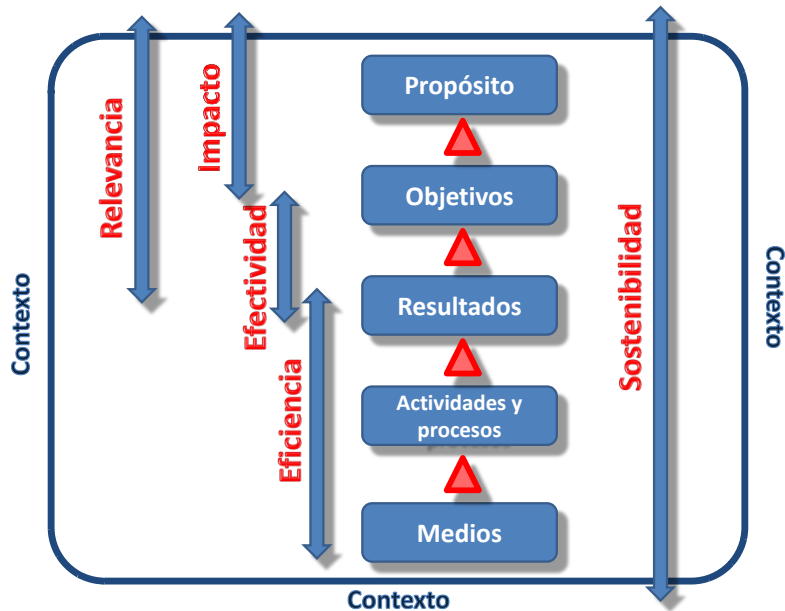 Propósito
Objetivos
Resultados
Actividades y
procesos
Medios
Relevancia
Impacto
Efectividad
Eficiencia
Sostenibilidad
Contexto
Contexto
Contexto